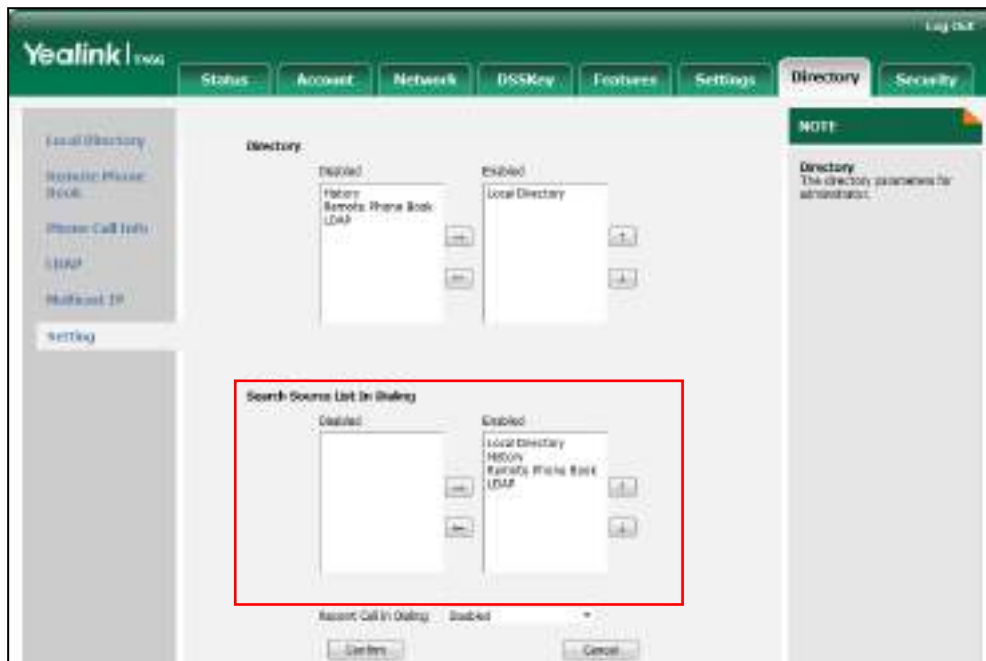 Log Out
Yealink
Status
Account
Network
DSSKey
Features
Settings
Directory
Security
Local Directory
Remote Phone
Book
Phone Call Info
LDAP
Multicast IP
Setting
Directory
Disabled
Enabled
History
Remote Phone Book
LDAP
Local Directory
→
←
↑
↓
Search Source List In Dialing
Disabled
Enabled
Local Directory
History
Remote Phone Book
LDAP
→
←
↑
↓
Recent Call In Dialing
Disabled
Confirm
Cancel
NOTE
Directory
The directory parameters for
administrator.